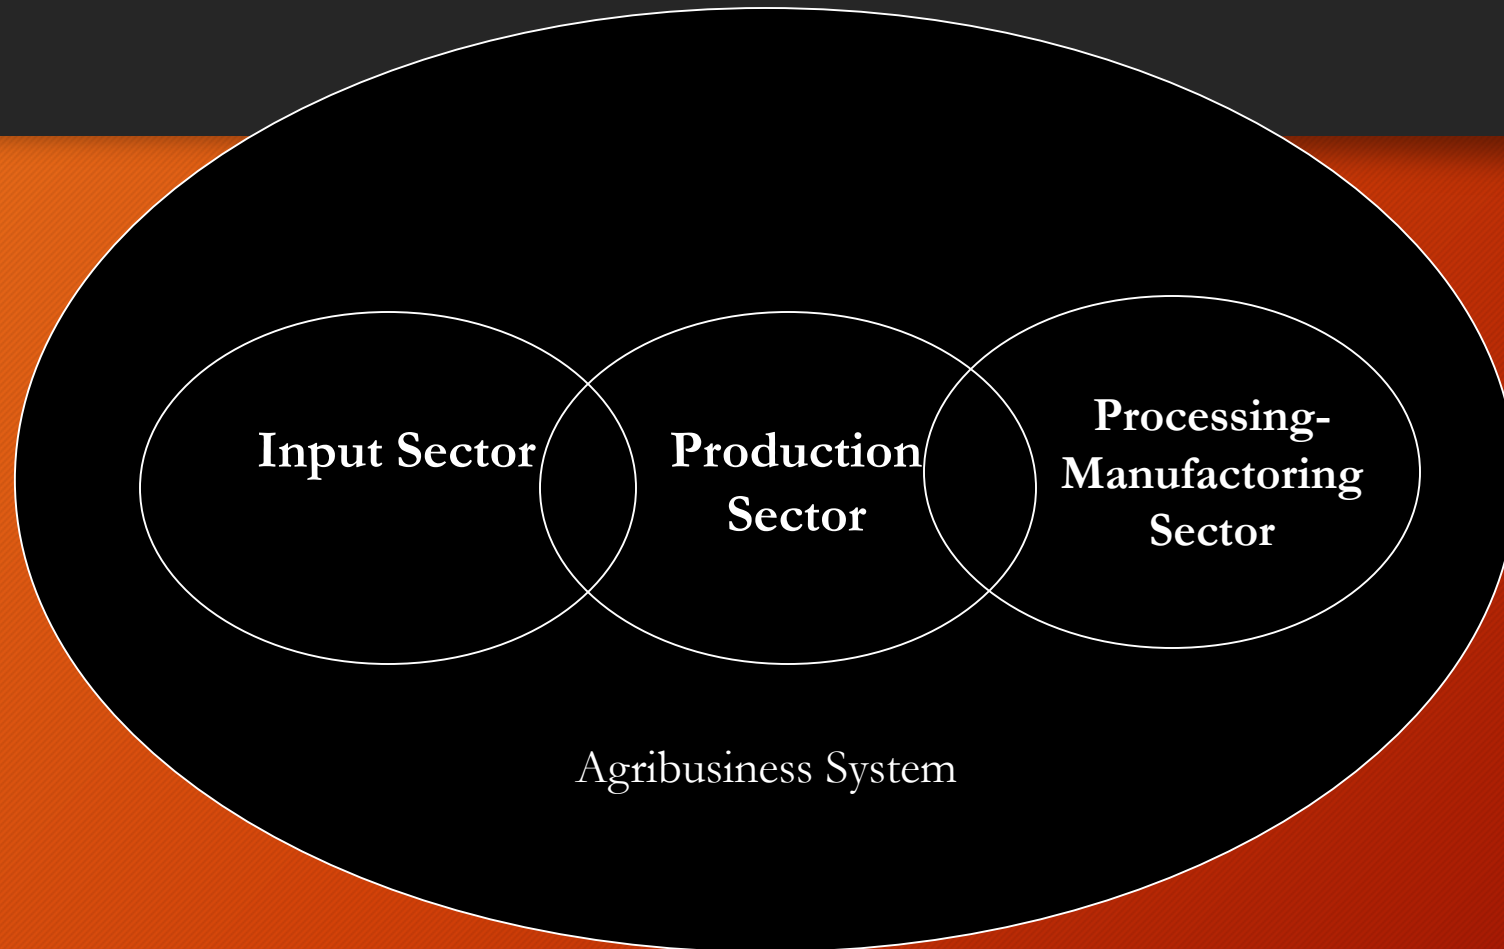 Input Sector
Production
Sector
Processing-
Manufactoring
Sector
Agribusiness System